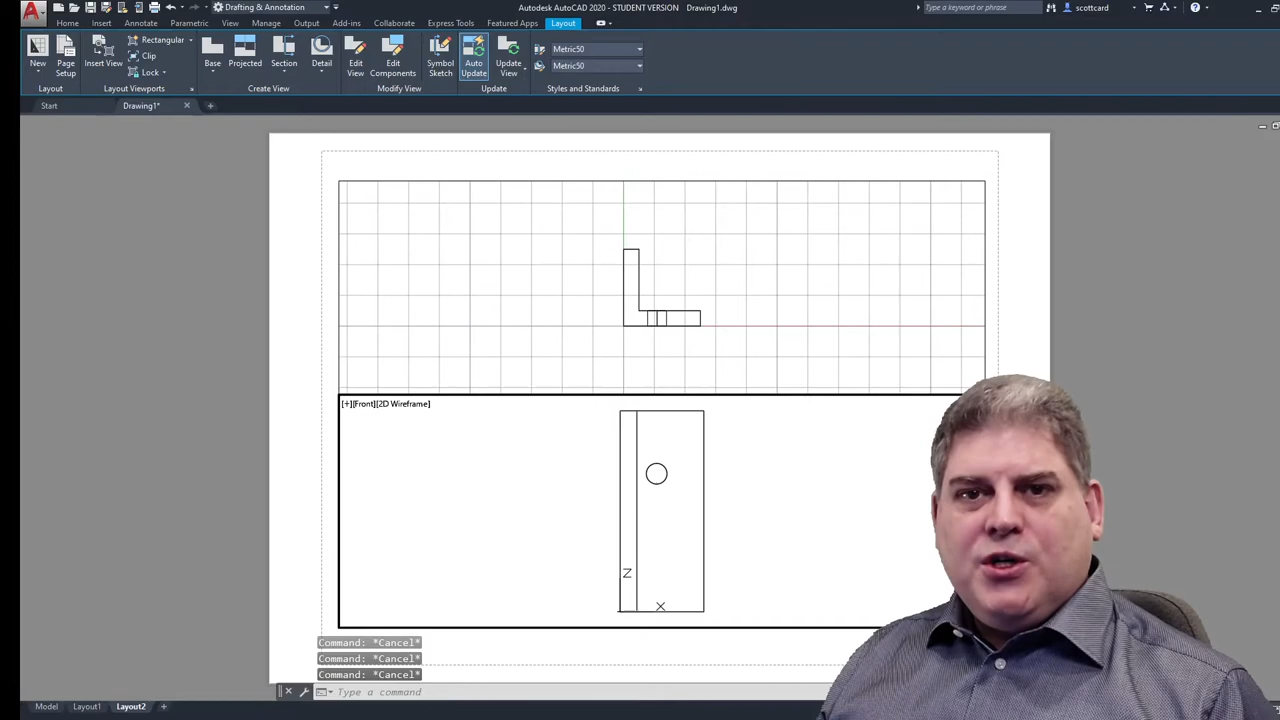 Drafting & Annotation
Autodesk AutoCAD 2020 - STUDENT VERSION Drawing1.dwg
Type a keyword or phrase
scottcard
Home Insert Annotate Parametric View Manage Output Add-ins Collaborate Express Tools Featured Apps Layout
New
Page Setup
Layout
Insert View
Rectangular
Clip
Lock
Layout Viewports
Base
Projected
Section
Detail
Create View
Edit View
Edit Components
Symbol Sketch
Modify View
Auto Update
Update View
Update
Metric50
Metric50
Styles and Standards
Start Drawing1*
[+][Front][2D Wireframe]
Z
X
Command: *Cancel*
Command: *Cancel*
Command: *Cancel*
Type a command
Model Layout1 Layout2